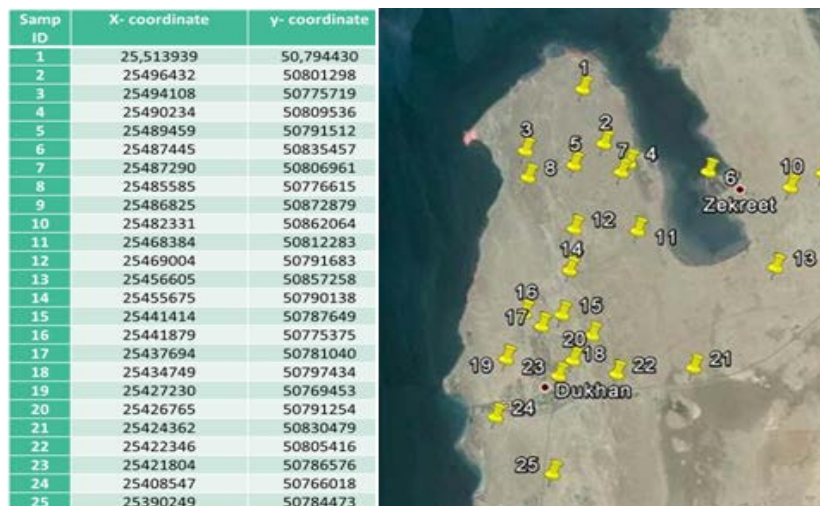 Samp ID X- coordinate y- coordinate
1 25,513939 50,794430
2 25496432 50801298
3 25494108 50775719
4 25490234 50809536
5 25489459 50791512
6 25487445 50835457
7 25487290 50806961
8 25485585 50776615
9 25486825 50872879
10 25482331 50862064
11 25468384 50812283
12 25469004 50791683
13 25456605 50857258
14 25455675 50790138
15 25441414 50787649
16 25441879 50775375
17 25437694 50781040
18 25434749 50797434
19 25427230 50769453
20 25426765 50791254
21 25424362 50830479
22 25422346 50805416
23 25421804 50786576
24 25408547 50766018
25 25390249 50784473
1
2
3
5
7
4
8
6
10
Zekreet
12
11
14
13
16
15
17
20
19
23
18
22
21
Dukhan
24
25